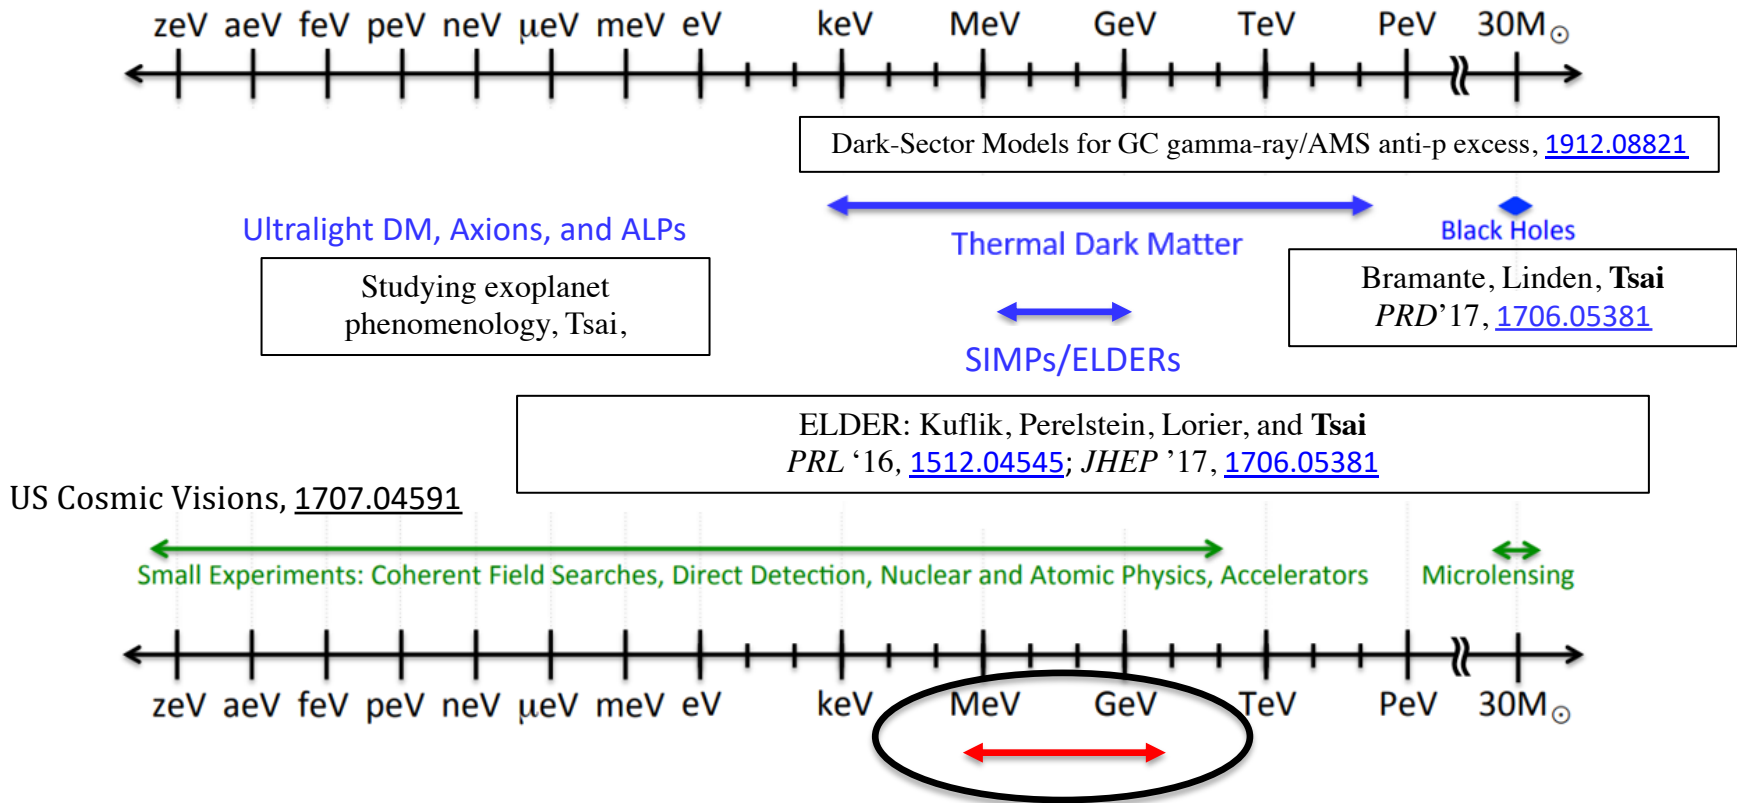 zeV aeV feV peV neV μeV meV eV keV MeV GeV TeV PeV 30M☉
Dark-Sector Models for GC gamma-ray/AMS anti-p excess, 1912.08821
Ultralight DM, Axions, and ALPs
Thermal Dark Matter
Black Holes
Studying exoplanet
phenomenology, Tsai,
Bramante, Linden, Tsai
PRD’17, 1706.05381
SIMPs/ELDERs
ELDER: Kuflik, Perelstein, Lorier, and Tsai
PRL ‘16, 1512.04545; JHEP ’17, 1706.05381
US Cosmic Visions, 1707.04591
Small Experiments: Coherent Field Searches, Direct Detection, Nuclear and Atomic Physics, Accelerators
Microlensing
zeV aeV feV peV neV μeV meV eV keV MeV GeV TeV PeV 30M☉